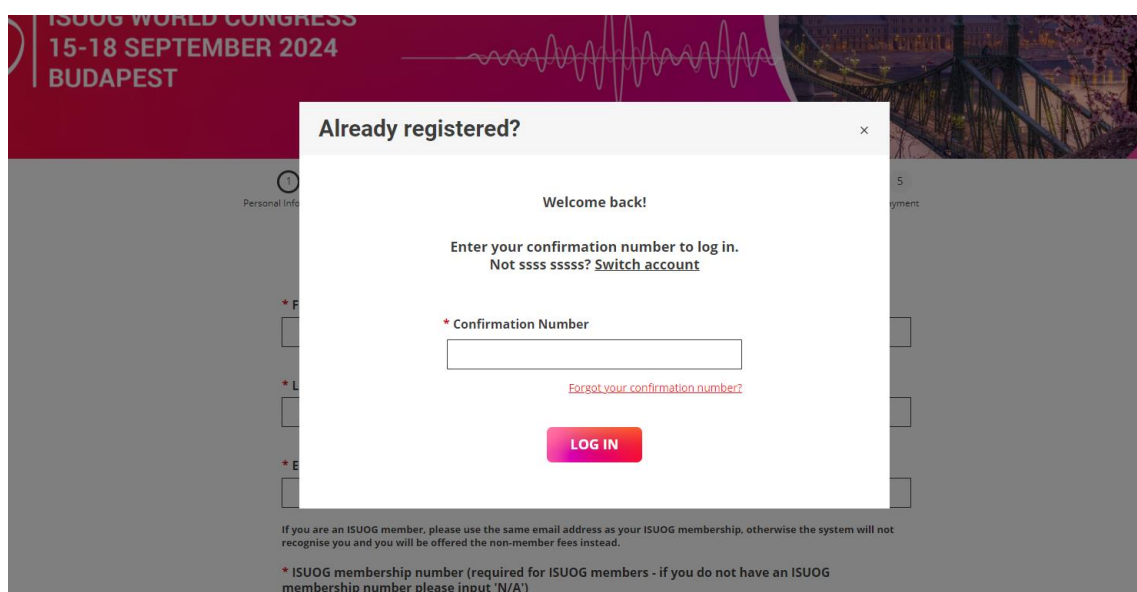 ISUOG WORLD CONGRESS
15-18 SEPTEMBER 2024
BUDAPEST
Already registered?
×
1
5
Personal Info
yment
Welcome back!
Enter your confirmation number to log in.
Not ssss sssss? Switch account
* F
* Confirmation Number
Forgot your confirmation number?
* L
LOG IN
* E
If you are an ISUOG member, please use the same email address as your ISUOG membership, otherwise the system will not
recognise you and you will be offered the non-member fees instead.
* ISUOG membership number (required for ISUOG members - if you do not have an ISUOG
membership number please input 'N/A')